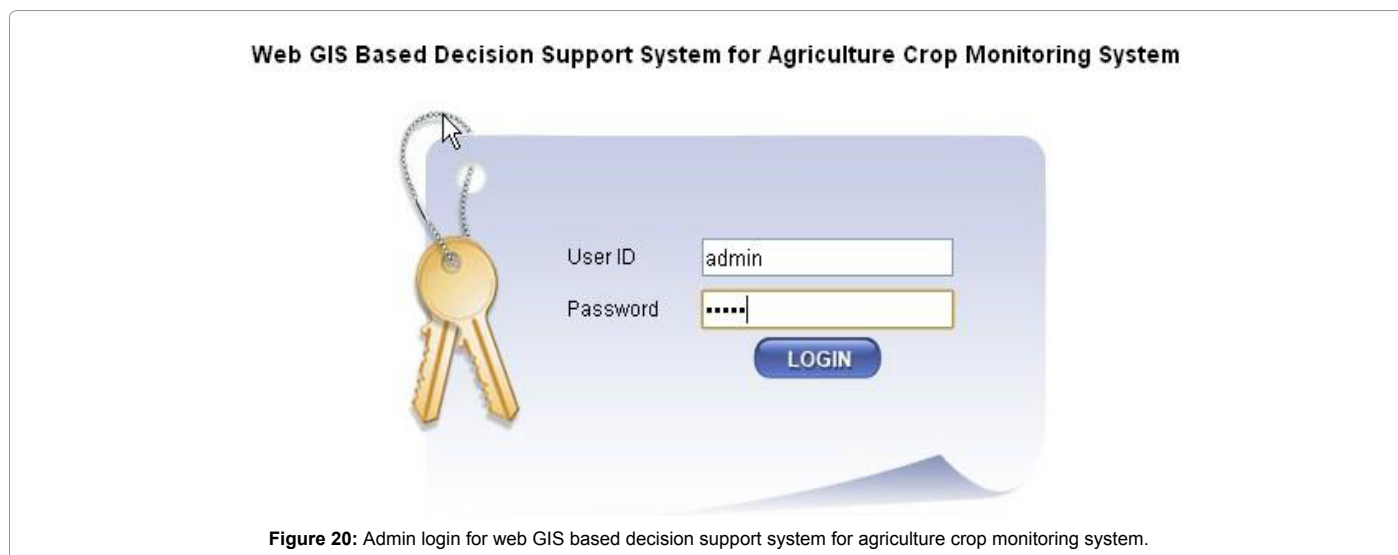 Web GIS Based Decision Support System for Agriculture Crop Monitoring System
User ID admin
Password •••••
LOGIN
Figure 20: Admin login for web GIS based decision support system for agriculture crop monitoring system.